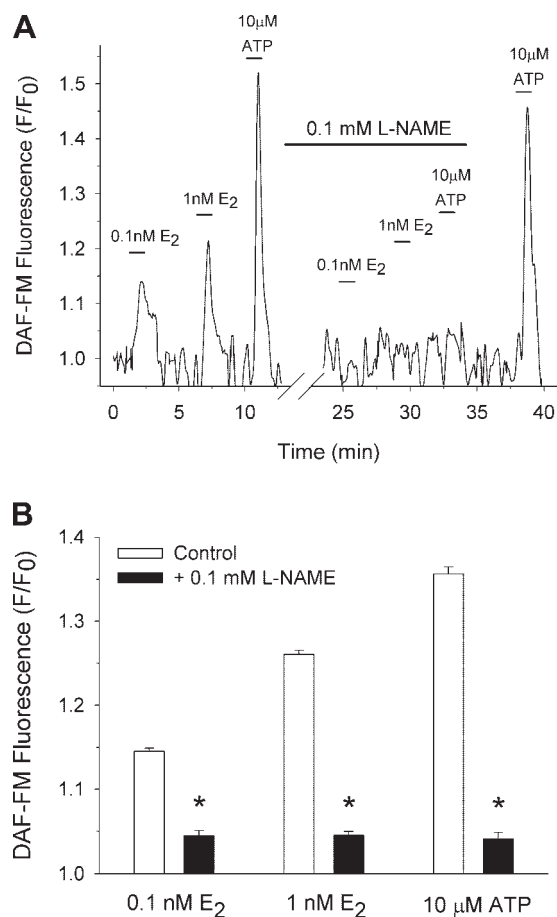 A
DAF-FM Fluorescence (F/F0)
1.5
1.4
1.3
1.2
1.1
1.0
10μM
ATP
1nM E2
0.1nM E2
0.1 mM L-NAME
10μM
ATP
1nM E2
0.1nM E2
10μM
ATP
0 5 10 25 30 35 40
Time (min)
B
DAF-FM Fluorescence (F/F0)
1.4
1.3
1.2
1.1
1.0
Control
+ 0.1 mM L-NAME
* * *
0.1 nM E2 1 nM E2 10 μM ATP